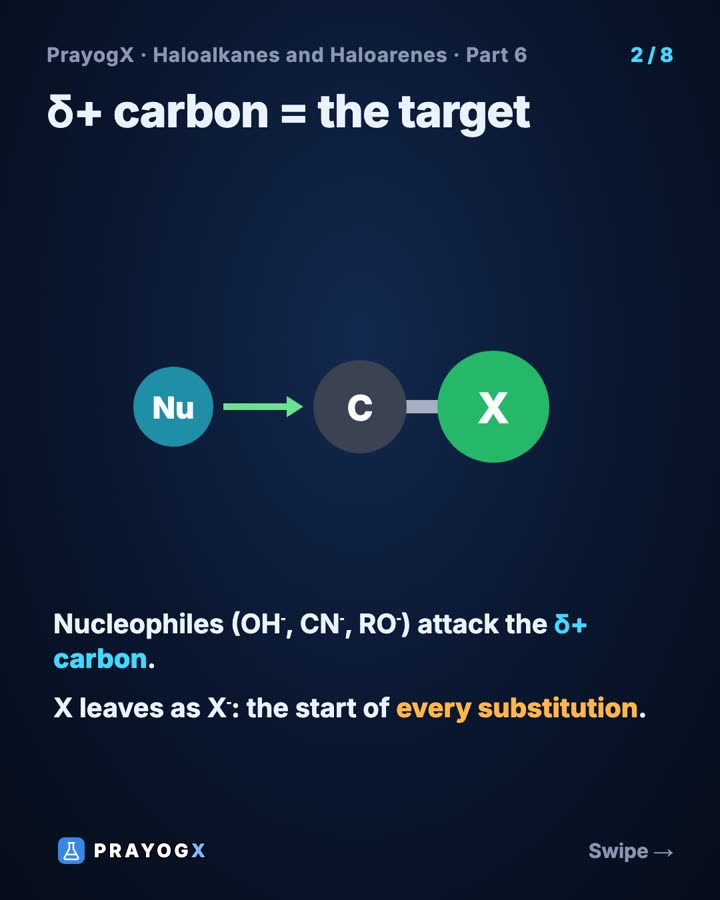 PrayogX · Haloalkanes and Haloarenes · Part 6
2 / 8
δ+ carbon = the target
Nu
C
X
Nucleophiles (OH⁻, CN⁻, RO⁻) attack the δ+
carbon.
X leaves as X⁻: the start of every substitution.
PRAYOGX
Swipe →